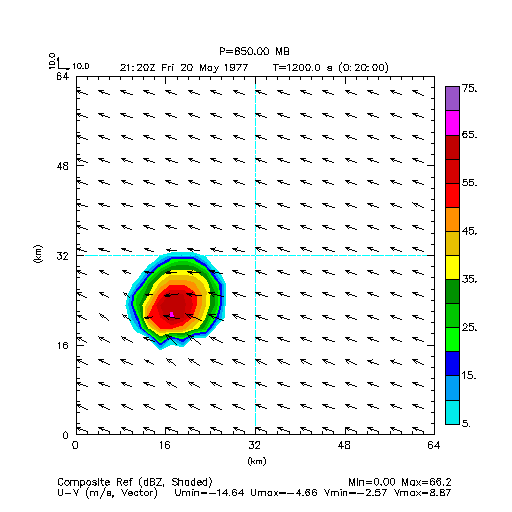 P=850.00 MB
21:20Z Fri 20 May 1977 T=1200.0 s (0:20:00)
10.0
10.0
64
48
32
16
0
(km)
0 16 32 48 64
(km)
75.
65.
55.
45.
35.
25.
15.
5.
Composite Ref (dBZ, Shaded) Min=0.00 Max=66.2
U-V (m/s, Vector) Umin=-14.64 Umax=-4.66 Vmin=-2.57 Vmax=8.87